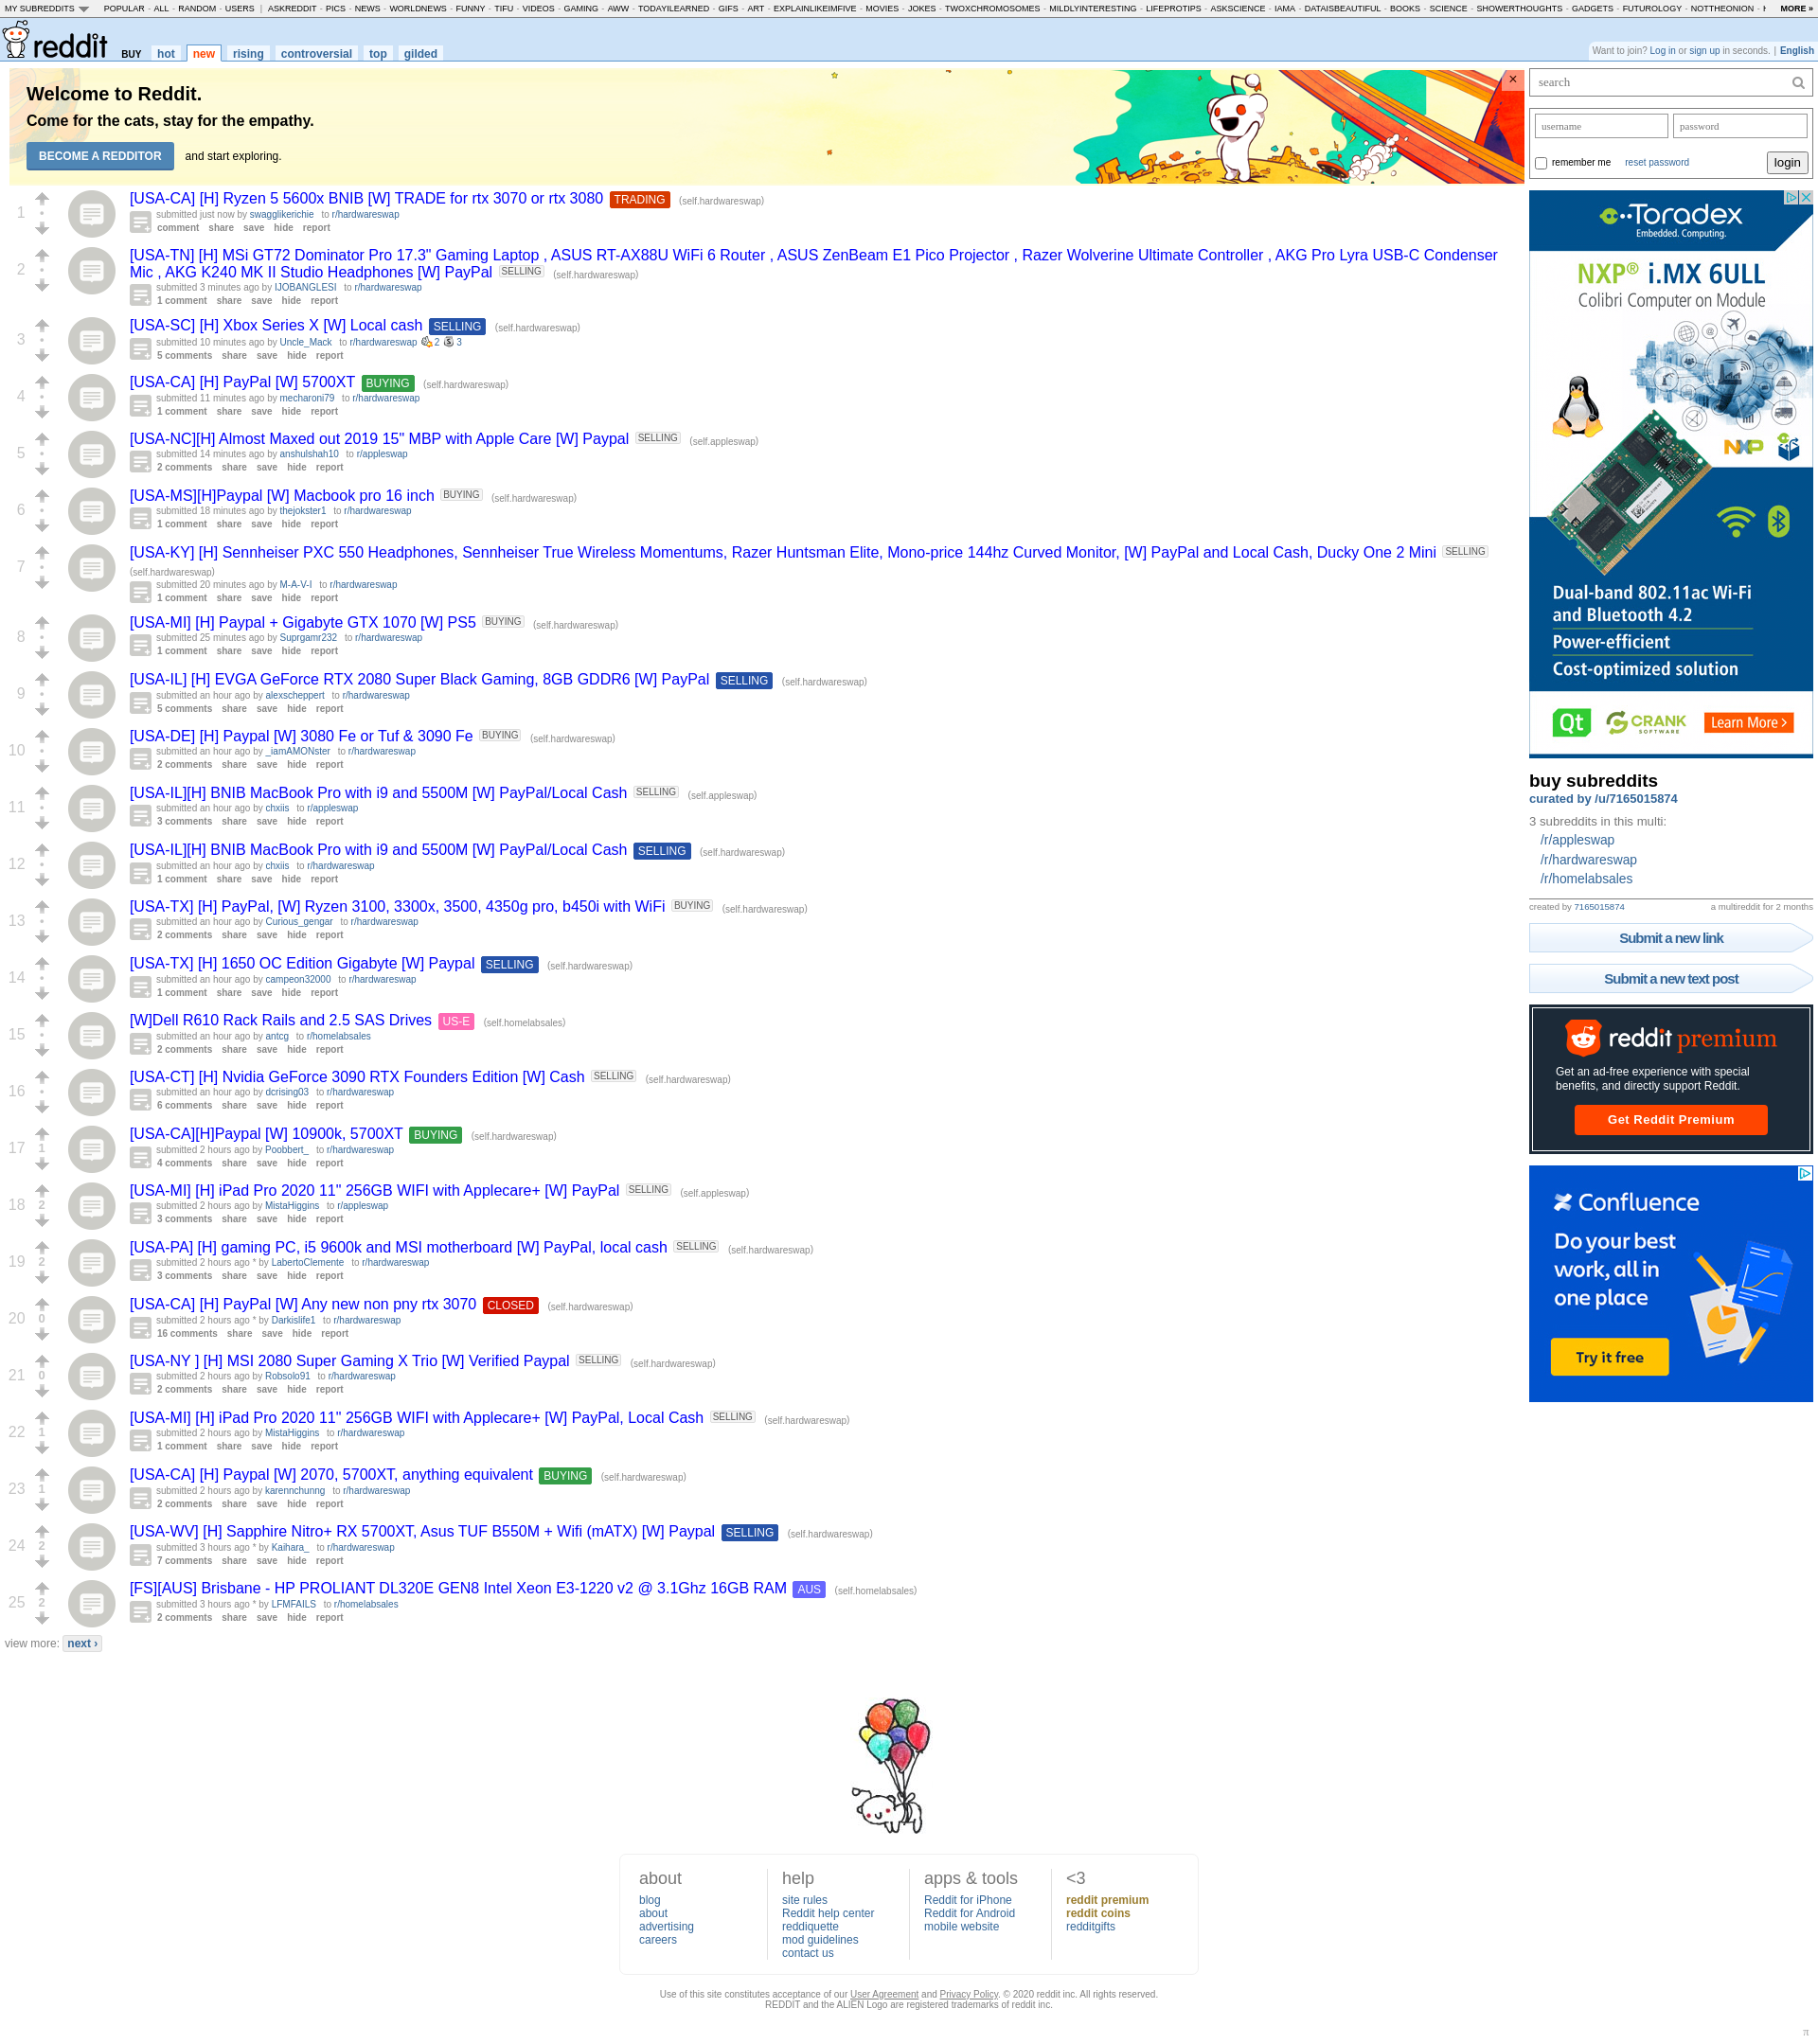 MY SUBREDDITS POPULAR - ALL - RANDOM - USERS | ASKREDDIT - PICS - NEWS - WORLDNEWS - FUNNY - TIFU - VIDEOS - GAMING - AWW - TODAYILEARNED - GIFS - ART - EXPLAINLIKEIMFIVE - MOVIES - JOKES - TWOXCHROMOSOMES - MILDLYINTERESTING - LIFEPROTIPS - ASKSCIENCE - IAMA - DATAISBEAUTIFUL - BOOKS - SCIENCE - SHOWERTHOUGHTS - GADGETS - FUTUROLOGY - NOTTHEONION - MORE »
reddit BUY hot new rising controversial top gilded
Want to join? Log in or sign up in seconds. | English
Welcome to Reddit.
Come for the cats, stay for the empathy.
BECOME A REDDITOR and start exploring.
×
1 [USA-CA] [H] Ryzen 5 5600x BNIB [W] TRADE for rtx 3070 or rtx 3080 TRADING (self.hardwareswap)
submitted just now by swagglikerichie to r/hardwareswap
comment share save hide report
2 [USA-TN] [H] MSi GT72 Dominator Pro 17.3" Gaming Laptop , ASUS RT-AX88U WiFi 6 Router , ASUS ZenBeam E1 Pico Projector , Razer Wolverine Ultimate Controller , AKG Pro Lyra USB-C Condenser
Mic , AKG K240 MK II Studio Headphones [W] PayPal SELLING (self.hardwareswap)
submitted 3 minutes ago by IJOBANGLESI to r/hardwareswap
1 comment share save hide report
3 [USA-SC] [H] Xbox Series X [W] Local cash SELLING (self.hardwareswap)
submitted 10 minutes ago by Uncle_Mack to r/hardwareswap 2 3
5 comments share save hide report
4 [USA-CA] [H] PayPal [W] 5700XT BUYING (self.hardwareswap)
submitted 11 minutes ago by mecharoni79 to r/hardwareswap
1 comment share save hide report
5 [USA-NC][H] Almost Maxed out 2019 15" MBP with Apple Care [W] Paypal SELLING (self.appleswap)
submitted 14 minutes ago by anshulshah10 to r/appleswap
2 comments share save hide report
6 [USA-MS][H]Paypal [W] Macbook pro 16 inch BUYING (self.hardwareswap)
submitted 18 minutes ago by thejokster1 to r/hardwareswap
1 comment share save hide report
7 [USA-KY] [H] Sennheiser PXC 550 Headphones, Sennheiser True Wireless Momentums, Razer Huntsman Elite, Mono-price 144hz Curved Monitor, [W] PayPal and Local Cash, Ducky One 2 Mini SELLING
(self.hardwareswap)
submitted 20 minutes ago by M-A-V-I to r/hardwareswap
1 comment share save hide report
8 [USA-MI] [H] Paypal + Gigabyte GTX 1070 [W] PS5 BUYING (self.hardwareswap)
submitted 25 minutes ago by Suprgamr232 to r/hardwareswap
1 comment share save hide report
9 [USA-IL] [H] EVGA GeForce RTX 2080 Super Black Gaming, 8GB GDDR6 [W] PayPal SELLING (self.hardwareswap)
submitted an hour ago by alexscheppert to r/hardwareswap
5 comments share save hide report
10 [USA-DE] [H] Paypal [W] 3080 Fe or Tuf & 3090 Fe BUYING (self.hardwareswap)
submitted an hour ago by _iamAMONster to r/hardwareswap
2 comments share save hide report
11 [USA-IL][H] BNIB MacBook Pro with i9 and 5500M [W] PayPal/Local Cash SELLING (self.appleswap)
submitted an hour ago by chxiis to r/appleswap
3 comments share save hide report
12 [USA-IL][H] BNIB MacBook Pro with i9 and 5500M [W] PayPal/Local Cash SELLING (self.hardwareswap)
submitted an hour ago by chxiis to r/hardwareswap
1 comment share save hide report
13 [USA-TX] [H] PayPal, [W] Ryzen 3100, 3300x, 3500, 4350g pro, b450i with WiFi BUYING (self.hardwareswap)
submitted an hour ago by Curious_gengar to r/hardwareswap
2 comments share save hide report
14 [USA-TX] [H] 1650 OC Edition Gigabyte [W] Paypal SELLING (self.hardwareswap)
submitted an hour ago by campeon32000 to r/hardwareswap
1 comment share save hide report
15 [W]Dell R610 Rack Rails and 2.5 SAS Drives US-E (self.homelabsales)
submitted an hour ago by antcg to r/homelabsales
2 comments share save hide report
16 [USA-CT] [H] Nvidia GeForce 3090 RTX Founders Edition [W] Cash SELLING (self.hardwareswap)
submitted an hour ago by dcrising03 to r/hardwareswap
6 comments share save hide report
17 1 [USA-CA][H]Paypal [W] 10900k, 5700XT BUYING (self.hardwareswap)
submitted 2 hours ago by Poobbert_ to r/hardwareswap
4 comments share save hide report
18 2 [USA-MI] [H] iPad Pro 2020 11" 256GB WIFI with Applecare+ [W] PayPal SELLING (self.appleswap)
submitted 2 hours ago by MistaHiggins to r/appleswap
3 comments share save hide report
19 2 [USA-PA] [H] gaming PC, i5 9600k and MSI motherboard [W] PayPal, local cash SELLING (self.hardwareswap)
submitted 2 hours ago * by LabertoClemente to r/hardwareswap
3 comments share save hide report
20 0 [USA-CA] [H] PayPal [W] Any new non pny rtx 3070 CLOSED (self.hardwareswap)
submitted 2 hours ago * by Darkislife1 to r/hardwareswap
16 comments share save hide report
21 0 [USA-NY ] [H] MSI 2080 Super Gaming X Trio [W] Verified Paypal SELLING (self.hardwareswap)
submitted 2 hours ago by Robsolo91 to r/hardwareswap
2 comments share save hide report
22 1 [USA-MI] [H] iPad Pro 2020 11" 256GB WIFI with Applecare+ [W] PayPal, Local Cash SELLING (self.hardwareswap)
submitted 2 hours ago by MistaHiggins to r/hardwareswap
1 comment share save hide report
23 1 [USA-CA] [H] Paypal [W] 2070, 5700XT, anything equivalent BUYING (self.hardwareswap)
submitted 2 hours ago by karennchunng to r/hardwareswap
2 comments share save hide report
24 2 [USA-WV] [H] Sapphire Nitro+ RX 5700XT, Asus TUF B550M + Wifi (mATX) [W] Paypal SELLING (self.hardwareswap)
submitted 3 hours ago * by Kaihara_ to r/hardwareswap
7 comments share save hide report
25 2 [FS][AUS] Brisbane - HP PROLIANT DL320E GEN8 Intel Xeon E3-1220 v2 @ 3.1Ghz 16GB RAM AUS (self.homelabsales)
submitted 3 hours ago * by LFMFAILS to r/homelabsales
2 comments share save hide report
view more: next ›
search
username password
remember me reset password login
Toradex
Embedded. Computing.
NXP® i.MX 6ULL
Colibri Computer on Module
NXP
Dual-band 802.11ac Wi-Fi
and Bluetooth 4.2
Power-efficient
Cost-optimized solution
Qt CRANK SOFTWARE Learn More >
buy subreddits
curated by /u/7165015874
3 subreddits in this multi:
/r/appleswap
/r/hardwareswap
/r/homelabsales
created by 7165015874 a multireddit for 2 months
Submit a new link
Submit a new text post
reddit premium
Get an ad-free experience with special
benefits, and directly support Reddit.
Get Reddit Premium
Confluence
Do your best
work, all in
one place
Try it free
about
blog
about
advertising
careers
help
site rules
Reddit help center
reddiquette
mod guidelines
contact us
apps & tools
Reddit for iPhone
Reddit for Android
mobile website
<3
reddit premium
reddit coins
redditgifts
Use of this site constitutes acceptance of our User Agreement and Privacy Policy. © 2020 reddit inc. All rights reserved.
REDDIT and the ALIEN Logo are registered trademarks of reddit inc.
π